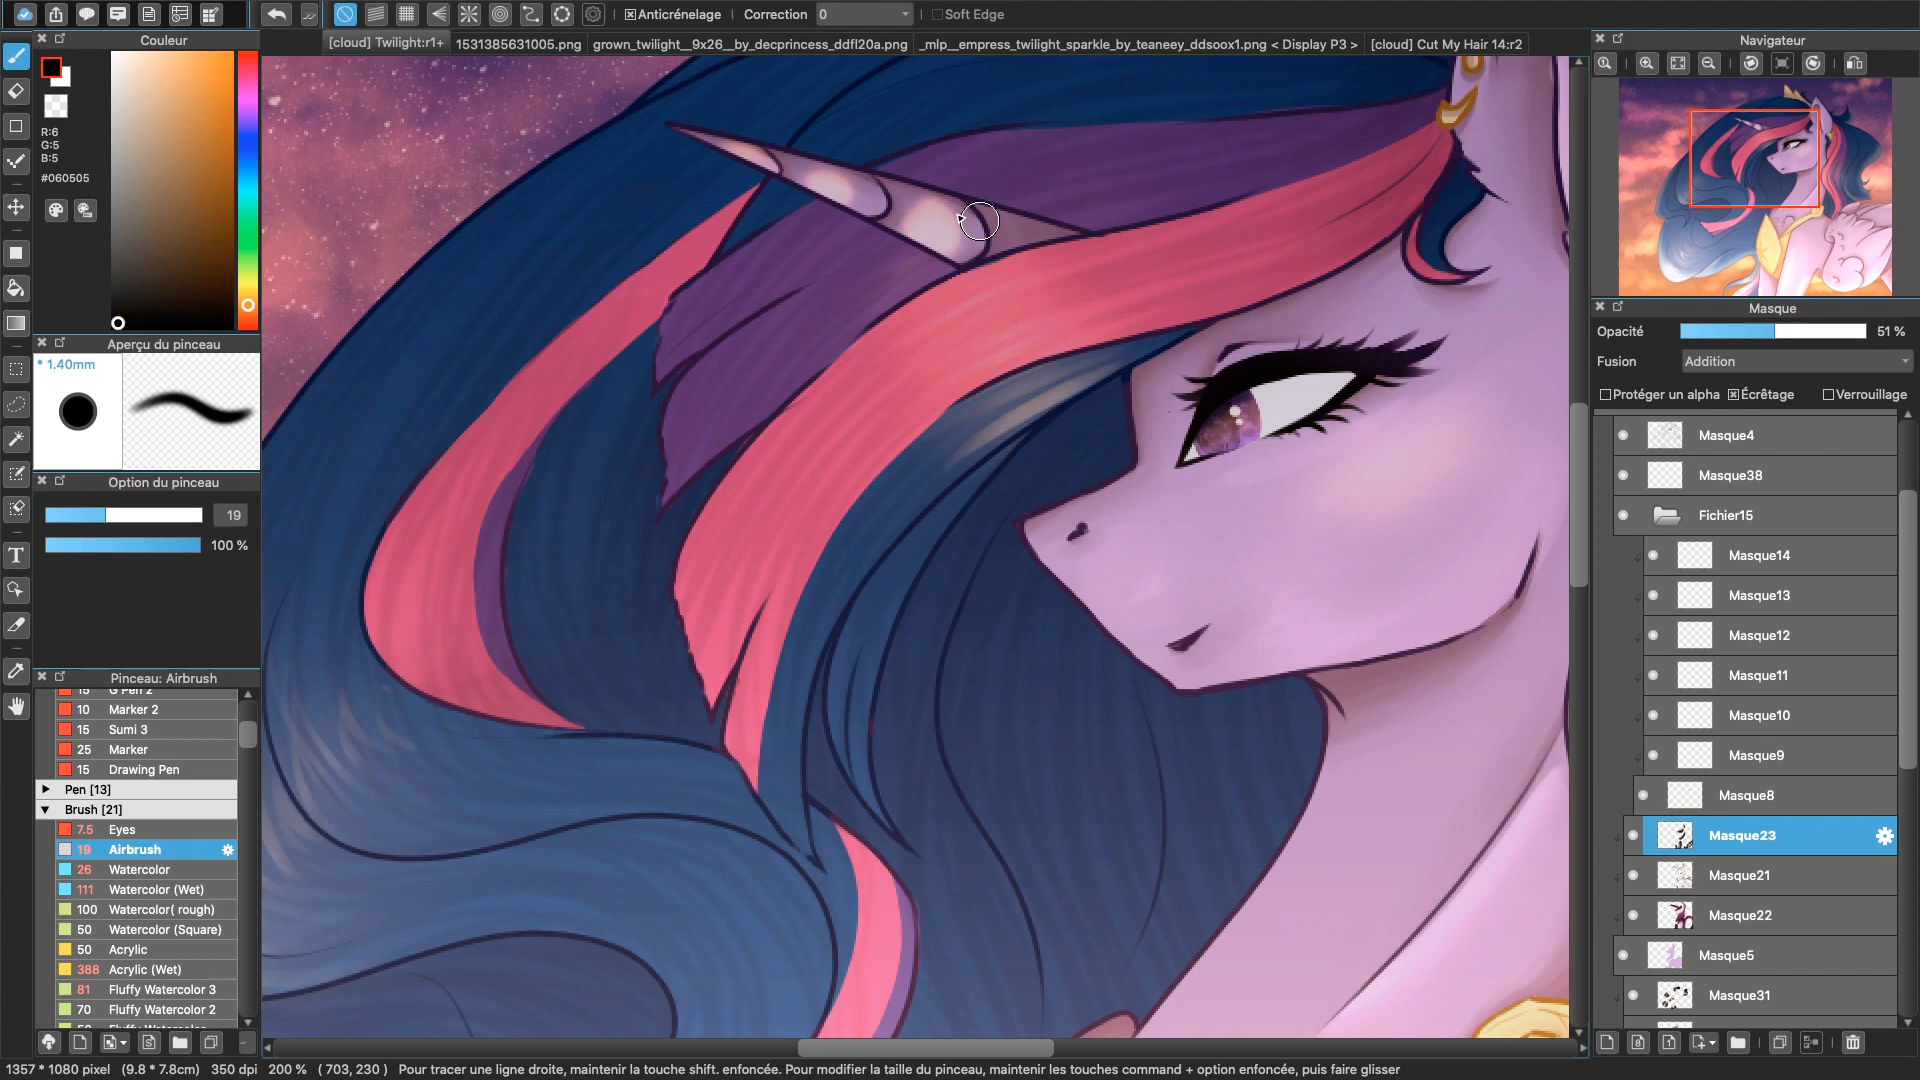 Anticrénelage
Correction
0
Soft Edge
[cloud] Twilight:r1+
1531385631005.png
grown_twilight__9x26__by_decprincess_ddfl20a.png
_mlp__empress_twilight_sparkle_by_teaneey_ddsoox1.png < Display P3 >
[cloud] Cut My Hair 14:r2
Couleur
R:6
G:5
B:5
#060505
Aperçu du pinceau
* 1.40mm
Option du pinceau
19
100 %
Pinceau: Airbrush
15 G Pen 2
10 Marker 2
15 Sumi 3
25 Marker
15 Drawing Pen
Pen [13]
Brush [21]
7.5 Eyes
19 Airbrush
26 Watercolor
111 Watercolor (Wet)
100 Watercolor( rough)
50 Watercolor (Square)
50 Acrylic
388 Acrylic (Wet)
81 Fluffy Watercolor 3
70 Fluffy Watercolor 2
Navigateur
Masque
Opacité
51 %
Fusion
Addition
Protéger un alpha
Écrêtage
Verrouillage
Masque4
Masque38
Fichier15
Masque14
Masque13
Masque12
Masque11
Masque10
Masque9
Masque8
Masque23
Masque21
Masque22
Masque5
Masque31
1357 * 1080 pixel (9.8 * 7.8cm) 350 dpi 200 % ( 703, 230 ) Pour tracer une ligne droite, maintenir la touche shift. enfoncée. Pour modifier la taille du pinceau, maintenir les touches command + option enfoncée, puis faire glisser